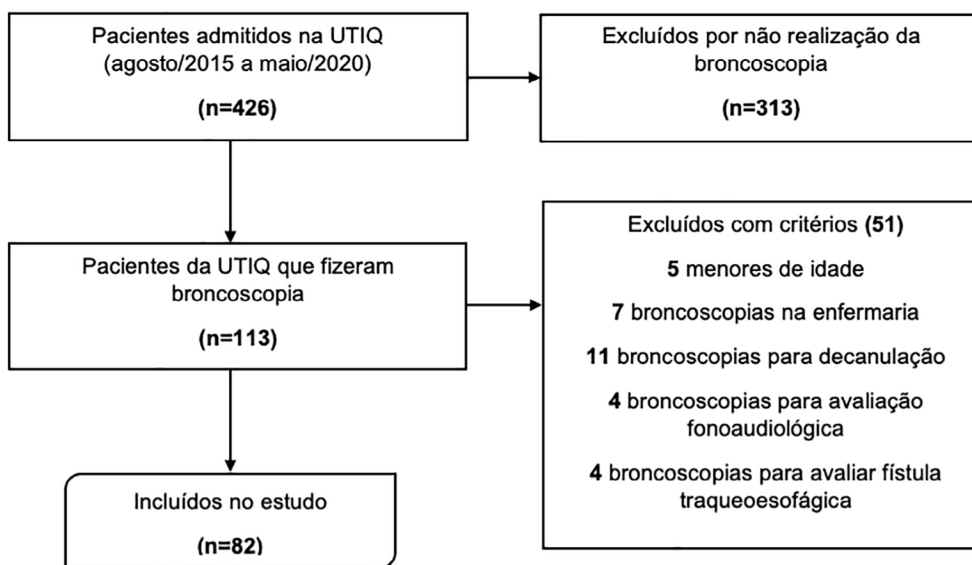 Pacientes admitidos na UTIQ
(agosto/2015 a maio/2020)
(n=426)
Excluídos por não realização da
broncoscopia
(n=313)
Pacientes da UTIQ que fizeram
broncoscopia
(n=113)
Excluídos com critérios (51)
5 menores de idade
7 broncoscopias na enfermaria
11 broncoscopias para decanulação
4 broncoscopias para avaliação
fonoaudiológica
4 broncoscopias para avaliar fístula
traqueoesofágica
Incluídos no estudo
(n=82)